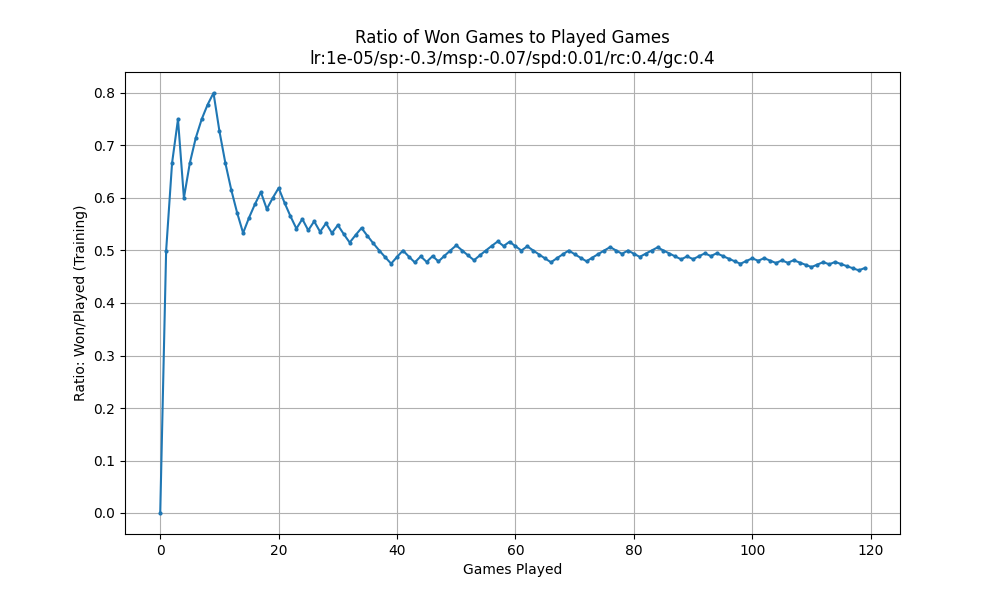 Ratio of Won Games to Played Games
lr:1e-05/sp:-0.3/msp:-0.07/spd:0.01/rc:0.4/gc:0.4
Ratio: Won/Played (Training)
0.8
0.7
0.6
0.5
0.4
0.3
0.2
0.1
0.0
0 20 40 60 80 100 120
Games Played